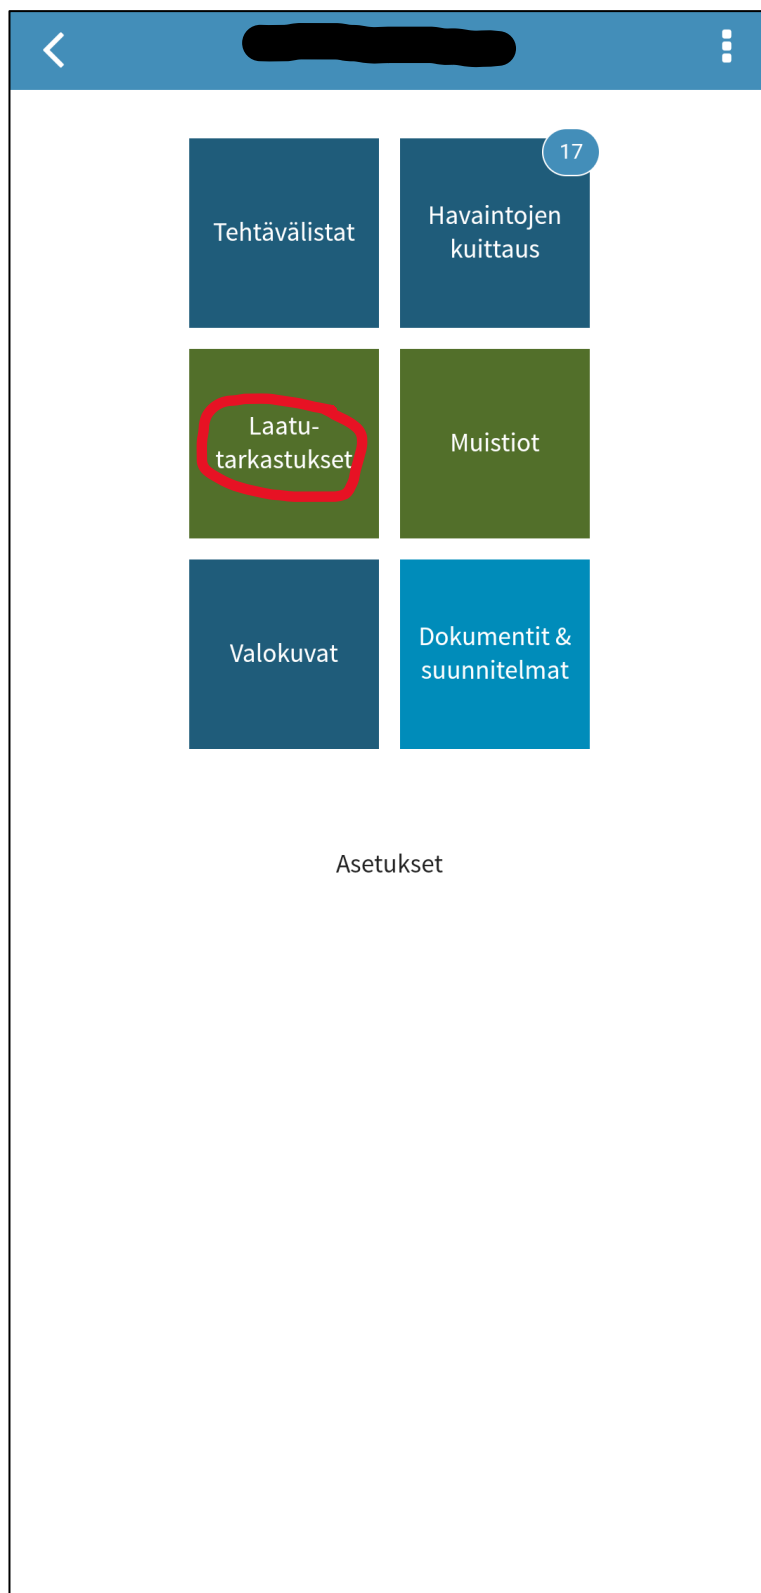 17
Tehtävälistat
Havaintojen
kuittaus
Laatu-
tarkastukset
Muistiot
Valokuvat
Dokumentit &
suunnitelmat
Asetukset